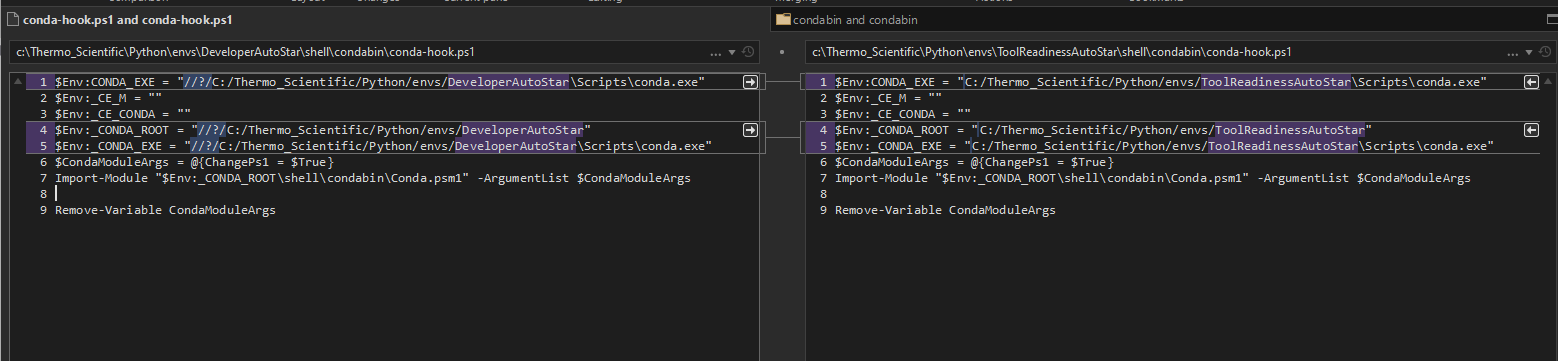 conda-hook.ps1 and conda-hook.ps1
condabin and condabin
c:\Thermo_Scientific\Python\envs\DeveloperAutoStar\shell\condabin\conda-hook.ps1
1 $Env:CONDA_EXE = "//?/C:/Thermo_Scientific/Python/envs/DeveloperAutoStar\Scripts\conda.exe"
2 $Env:_CE_M = ""
3 $Env:_CE_CONDA = ""
4 $Env:_CONDA_ROOT = "//?/C:/Thermo_Scientific/Python/envs/DeveloperAutoStar"
5 $Env:_CONDA_EXE = "//?/C:/Thermo_Scientific/Python/envs/DeveloperAutoStar\Scripts\conda.exe"
6 $CondaModuleArgs = @{ChangePs1 = $True}
7 Import-Module "$Env:_CONDA_ROOT\shell\condabin\Conda.psm1" -ArgumentList $CondaModuleArgs
8
9 Remove-Variable CondaModuleArgs
c:\Thermo_Scientific\Python\envs\ToolReadinessAutoStar\shell\condabin\conda-hook.ps1
1 $Env:CONDA_EXE = "C:/Thermo_Scientific/Python/envs/ToolReadinessAutoStar\Scripts\conda.exe"
2 $Env:_CE_M = ""
3 $Env:_CE_CONDA = ""
4 $Env:_CONDA_ROOT = "C:/Thermo_Scientific/Python/envs/ToolReadinessAutoStar"
5 $Env:_CONDA_EXE = "C:/Thermo_Scientific/Python/envs/ToolReadinessAutoStar\Scripts\conda.exe"
6 $CondaModuleArgs = @{ChangePs1 = $True}
7 Import-Module "$Env:_CONDA_ROOT\shell\condabin\Conda.psm1" -ArgumentList $CondaModuleArgs
8
9 Remove-Variable CondaModuleArgs